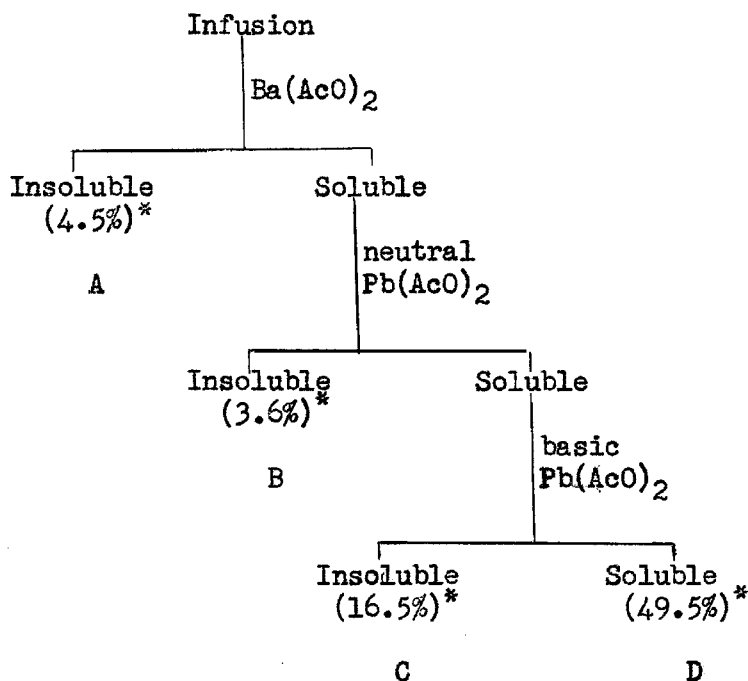 Infusion
Ba(AcO)2
Insoluble Soluble
(4.5%)*
neutral
A Pb(AcO)2
Insoluble Soluble
(3.6%)*
basic
B Pb(AcO)2
Insoluble Soluble
(16.5%)* (49.5%)*
C D